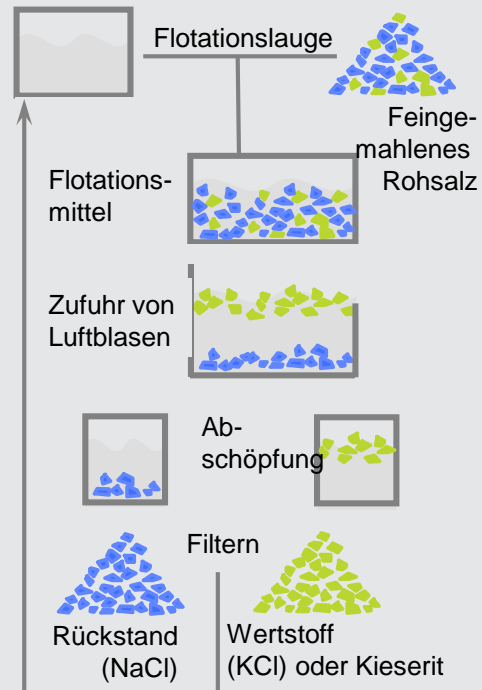 Flotationslauge
Feinge-
mahlenes
Rohsalz
Flotations-
mittel
Zufuhr von
Luftblasen
Ab-
schöpfung
Filtern
Rückstand
(NaCl)
Wertstoff
(KCl) oder Kieserit